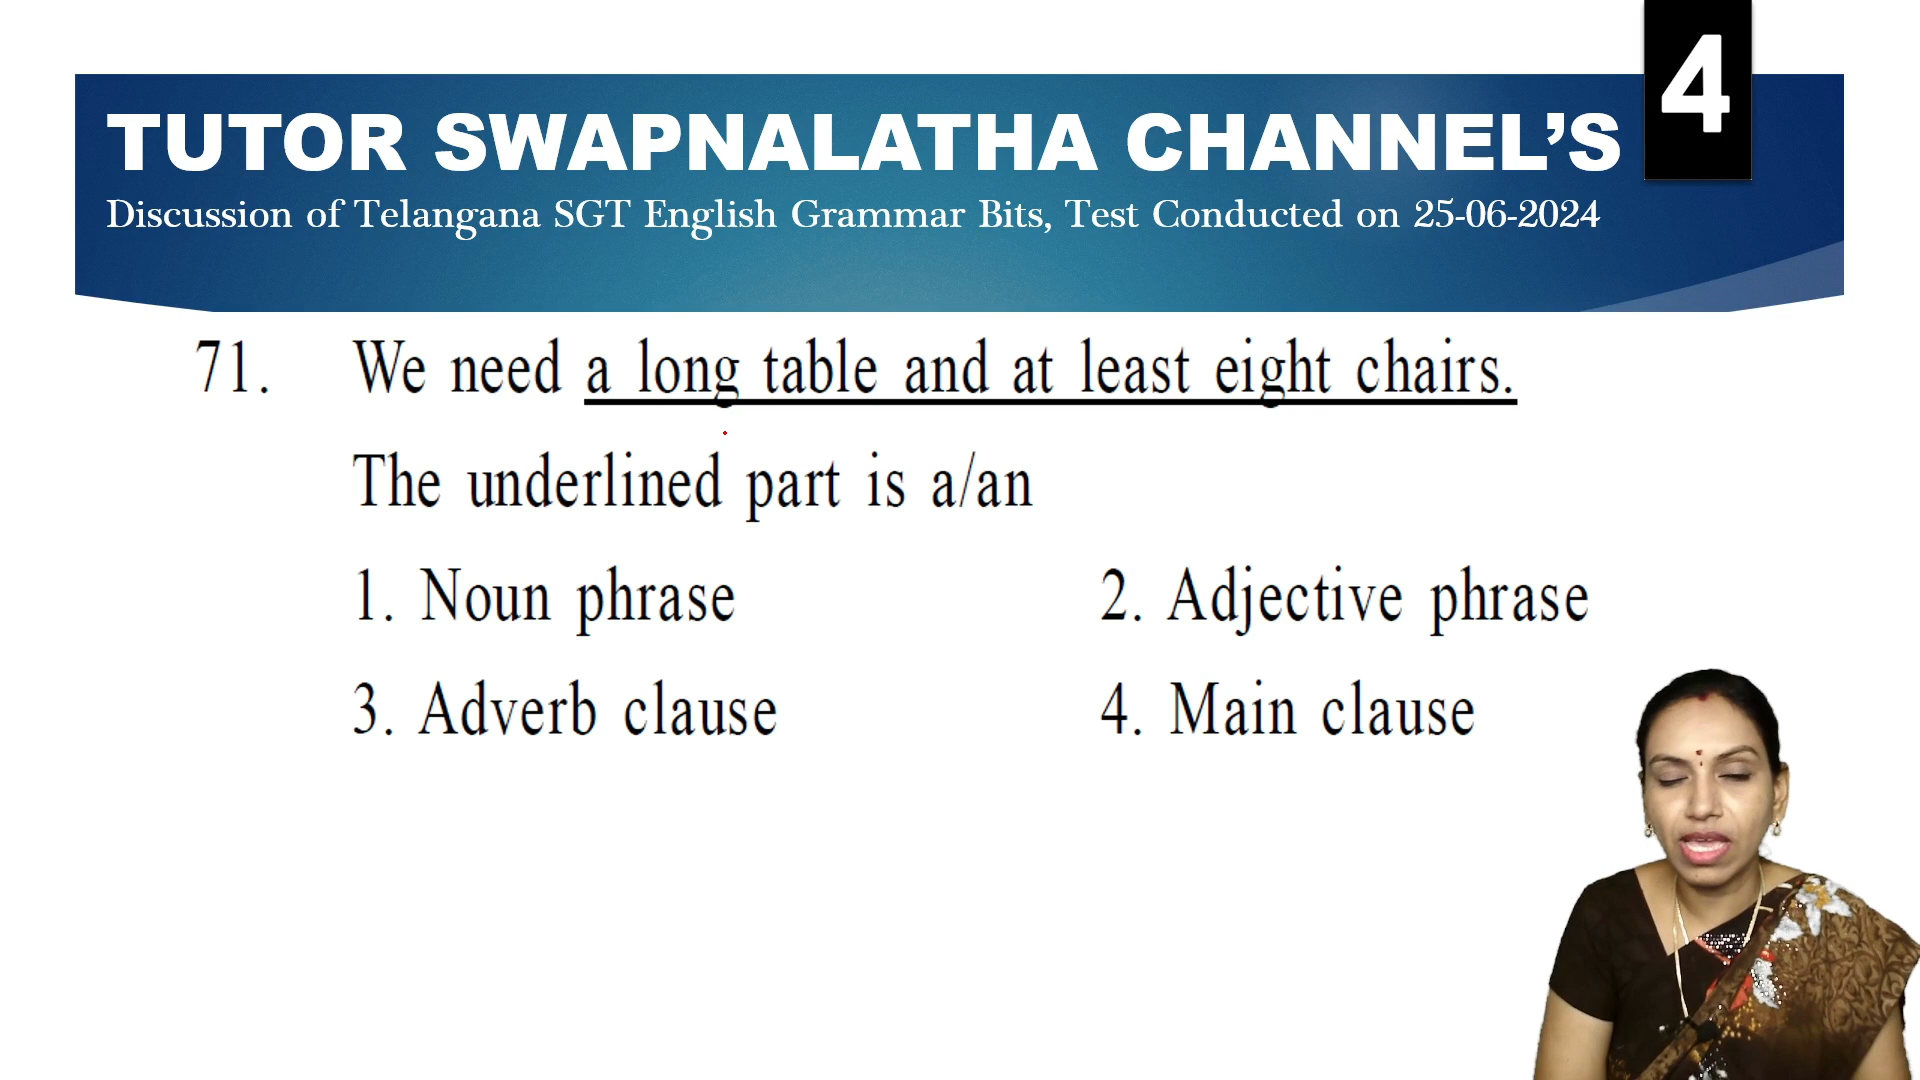 4
TUTOR SWAPNALATHA CHANNEL’S
Discussion of Telangana SGT English Grammar Bits, Test Conducted on 25-06-2024
71. We need a long table and at least eight chairs.
The underlined part is a/an
1. Noun phrase 2. Adjective phrase
3. Adverb clause 4. Main clause